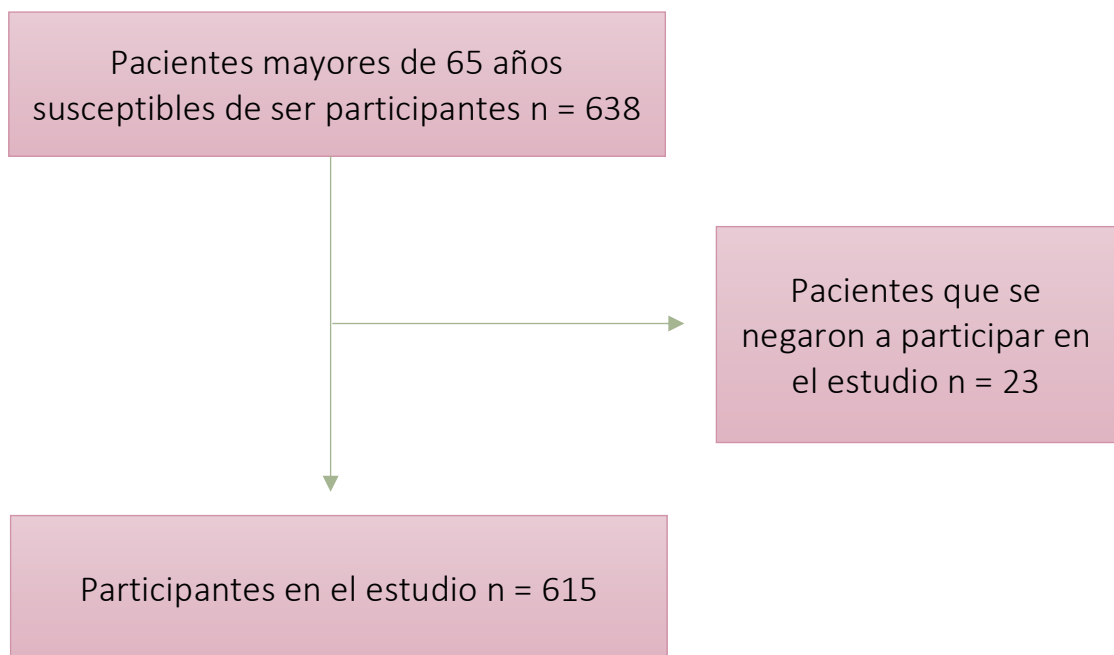 Pacientes mayores de 65 años
susceptibles de ser participantes n = 638
Pacientes que se
negaron a participar en
el estudio n = 23
Participantes en el estudio n = 615